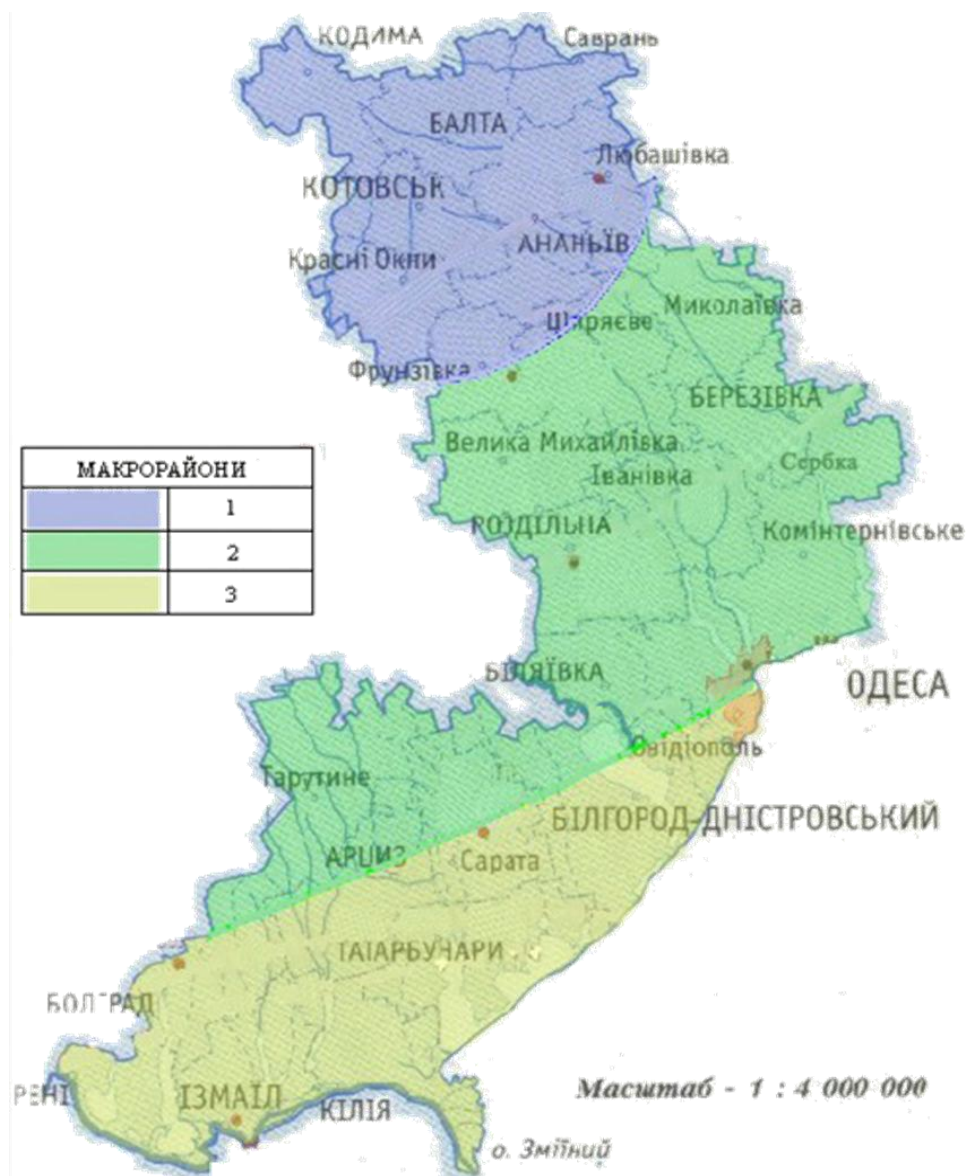 КОДИМА
Саврань
БАЛТА
Любашівка
КОТОВСЬК
АНАНЬЇВ
Красні Окни
Миколаївка
Ширяєве
Фрунзівка
БЕРЕЗІВКА
Велика Михайлівка
Іванівка
Сербка
РОЗДІЛЬНА
Комінтернівське
МАКРОРАЙОНИ
1
2
3
БІЛЯЇВКА
ОДЕСА
Овідіополь
Тарутине
БІЛГОРОД-ДНІСТРОВСЬКИЙ
АРЦИЗ
Сарата
ТАТАРБУНАРИ
БОЛГРАД
РЕНІ
ІЗМАЇЛ
КІЛІЯ
Масштаб - 1 : 4 000 000
о. Зміїний